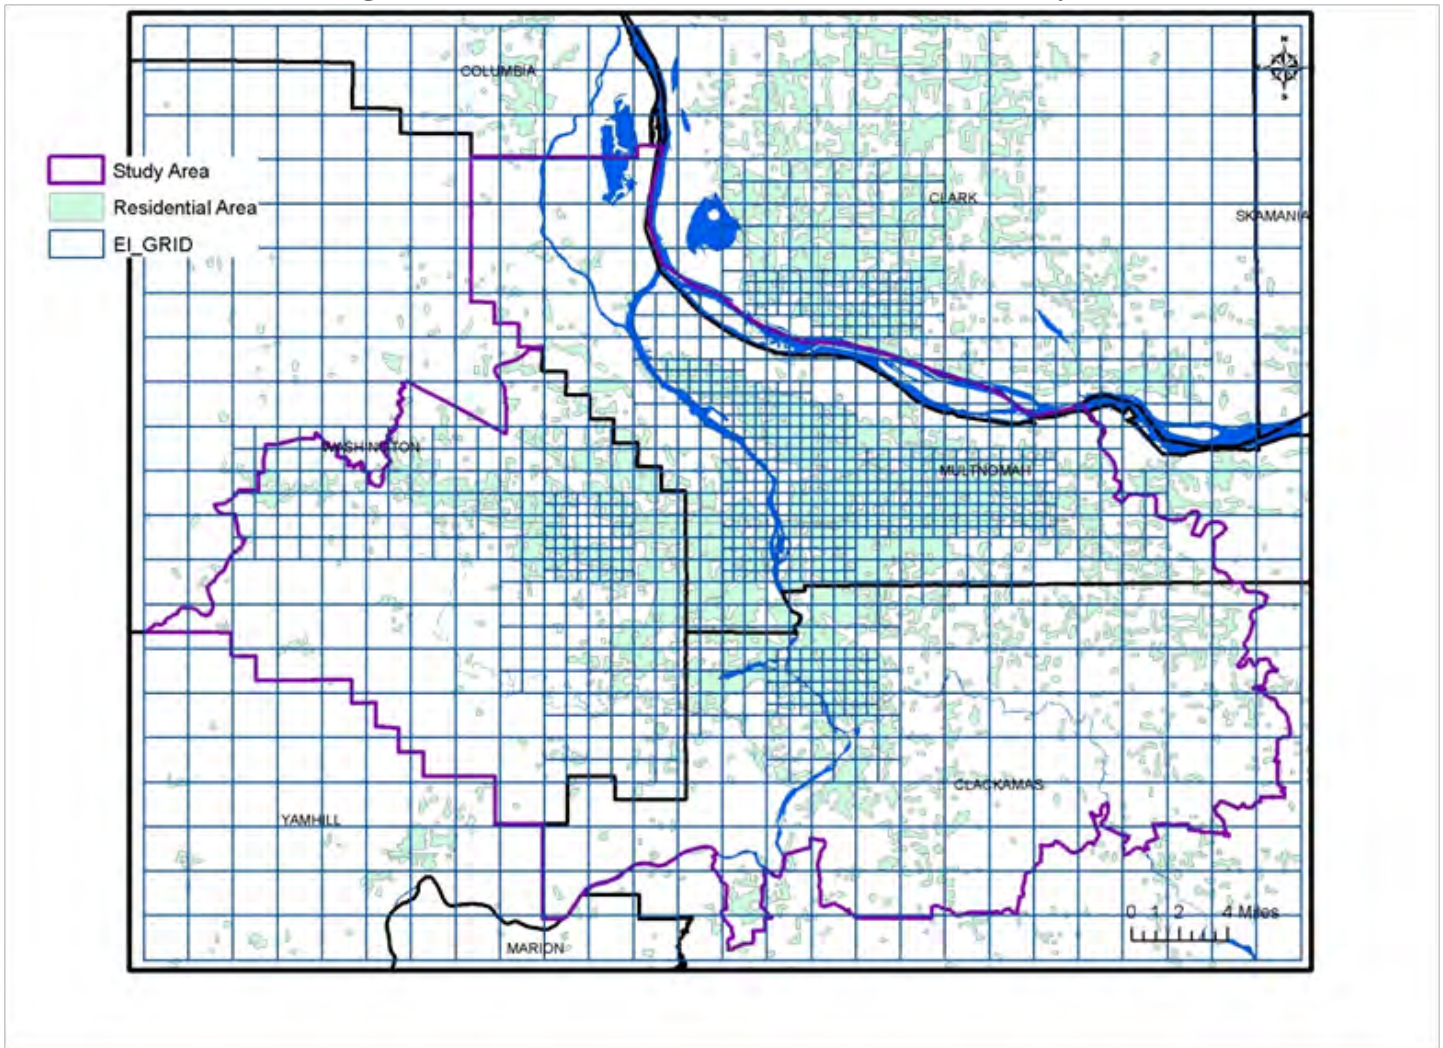 N
COLUMBIA
S
Study Area
CLARK
Residential Area
SKAMANIA
EI_GRID
WASHINGTON
MULTNOMAH
CLACKAMAS
YAMHILL
0 1 2 4 Miles
MARION